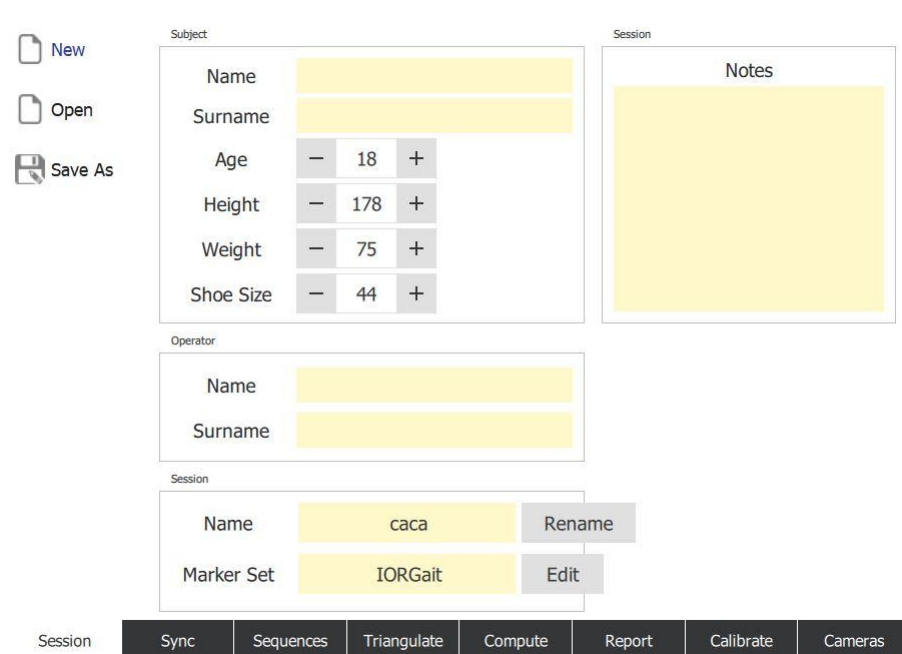 New
Open
Save As
Subject
Name
Surname
Age − 18 +
Height − 178 +
Weight − 75 +
Shoe Size − 44 +
Session
Notes
Operator
Name
Surname
Session
Name caca Rename
Marker Set IORGait Edit
Session Sync Sequences Triangulate Compute Report Calibrate Cameras